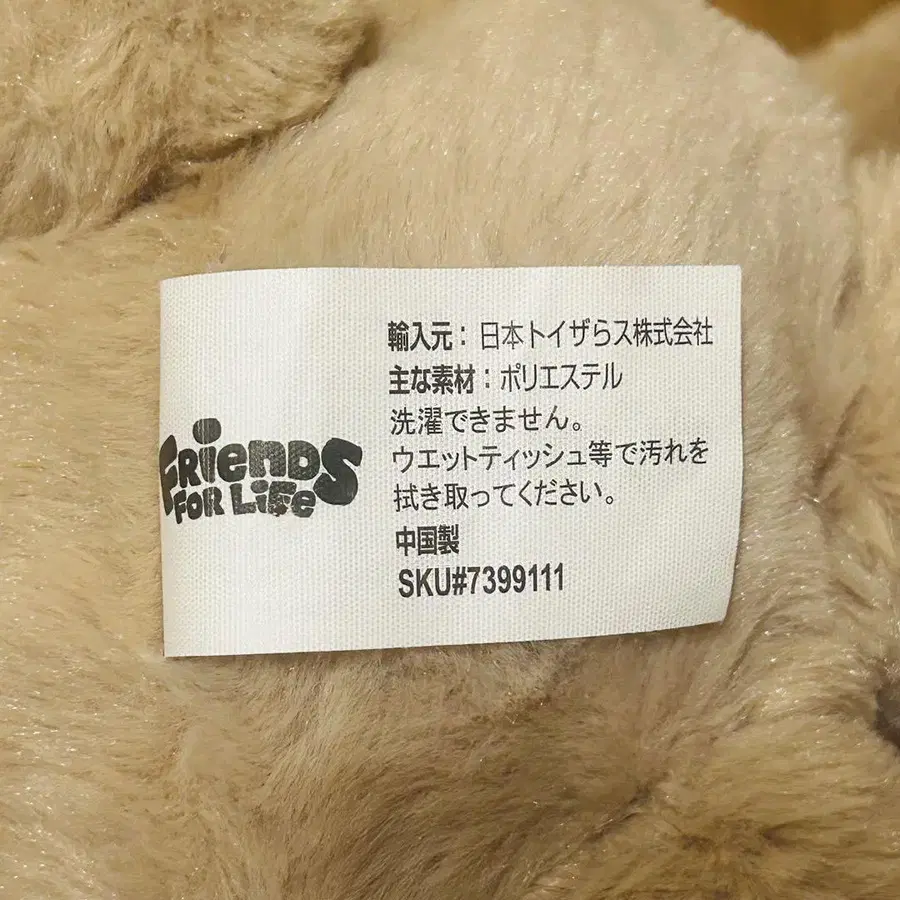 FRienDS
FOR LiFe
輸入元：日本トイザらス株式会社
主な素材：ポリエステル
洗濯できません。
ウエットティッシュ等で汚れを
拭き取ってください。
中国製
SKU#7399111